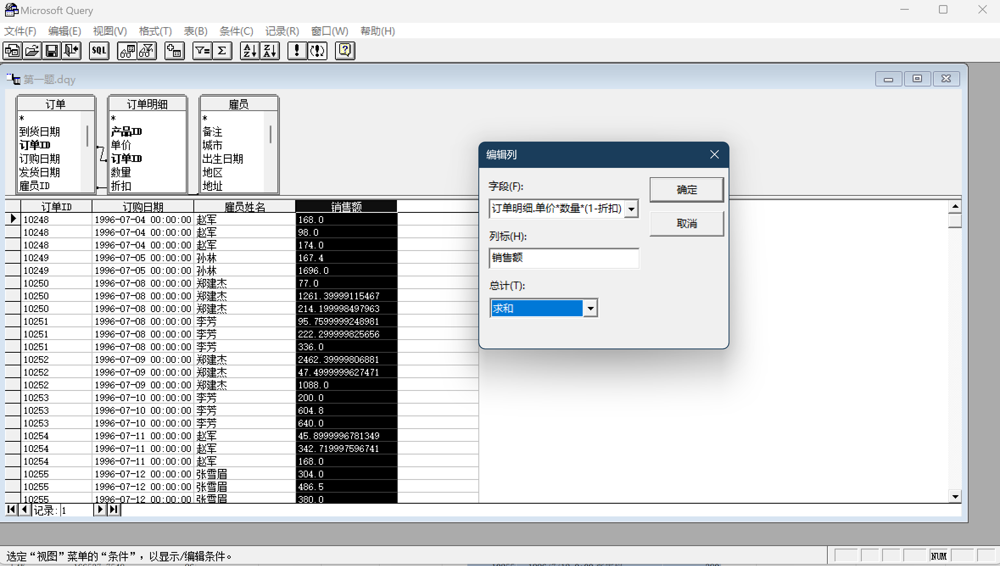 Microsoft Query
文件(F) 编辑(E) 视图(V) 格式(T) 表(B) 条件(C) 记录(R) 窗口(W) 帮助(H)
SQL
第一题.dqy
订单 订单明细 雇员
* * *
到货日期 产品ID 备注
订单ID 单价 城市
订购日期 订单ID 出生日期
发货日期 数量 地区
雇员ID 折扣 地址
编辑列
字段(F):
确定
订单明细.单价*数量*(1-折扣)
取消
列标(H):
销售额
总计(T):
求和
订单ID 订购日期 雇员姓名 销售额
10248 1996-07-04 00:00:00 赵军 168.0
10248 1996-07-04 00:00:00 赵军 98.0
10248 1996-07-04 00:00:00 赵军 174.0
10249 1996-07-05 00:00:00 孙林 167.4
10249 1996-07-05 00:00:00 孙林 1696.0
10250 1996-07-08 00:00:00 郑建杰 77.0
10250 1996-07-08 00:00:00 郑建杰 1261.39999115467
10250 1996-07-08 00:00:00 郑建杰 214.199998497963
10251 1996-07-08 00:00:00 李芳 95.7599999248981
10251 1996-07-08 00:00:00 李芳 222.299999825656
10251 1996-07-08 00:00:00 李芳 336.0
10252 1996-07-09 00:00:00 郑建杰 2462.39999806881
10252 1996-07-09 00:00:00 郑建杰 47.4999999627471
10252 1996-07-09 00:00:00 郑建杰 1088.0
10253 1996-07-10 00:00:00 李芳 200.0
10253 1996-07-10 00:00:00 李芳 604.8
10253 1996-07-10 00:00:00 李芳 640.0
10254 1996-07-11 00:00:00 赵军 45.8999996781349
10254 1996-07-11 00:00:00 赵军 342.719997596741
10254 1996-07-11 00:00:00 赵军 168.0
10255 1996-07-12 00:00:00 张雪眉 304.0
10255 1996-07-12 00:00:00 张雪眉 486.5
10255 1996-07-12 00:00:00 张雪眉 380.0
记录: 1
选定“视图”菜单的“条件”，以显示/编辑条件。
NUM